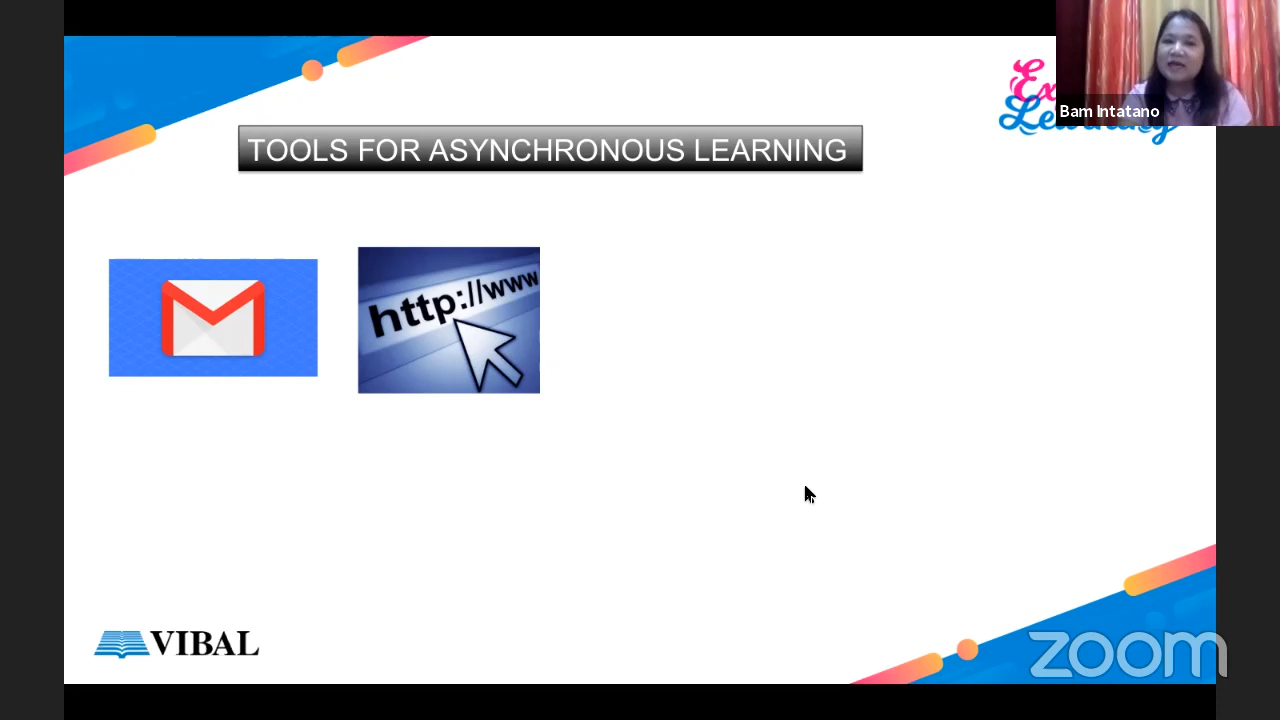 Bam Intatano
TOOLS FOR ASYNCHRONOUS LEARNING
http://www
VIBAL
zoom